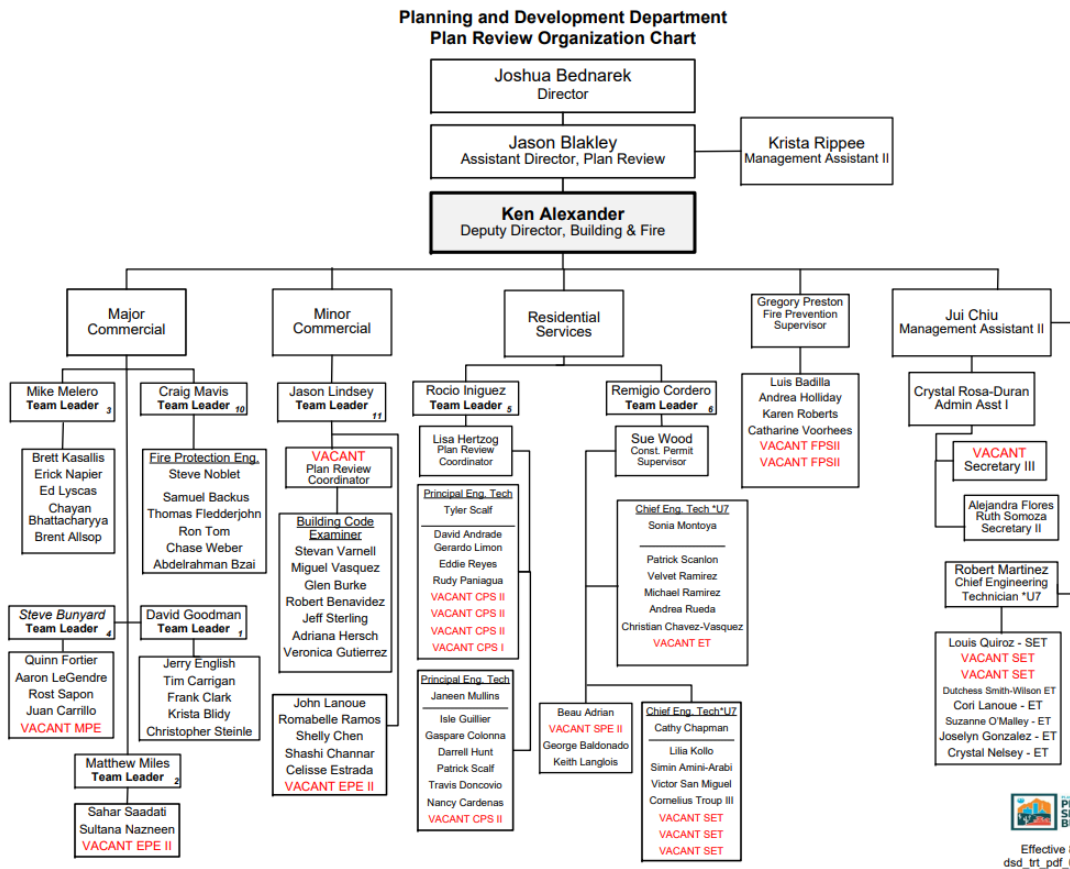 Planning and Development Department
Plan Review Organization Chart
Joshua Bednarek
Director
Jason Blakley
Assistant Director, Plan Review
Krista Rippee
Management Assistant II
Ken Alexander
Deputy Director, Building & Fire
Major
Commercial
Mike Melero
Team Leader 3
Brett Kasallis
Erick Napier
Ed Lyscas
Chayan
Bhattacharyya
Brent Allsop
Craig Mavis
Team Leader 10
Fire Protection Eng.
Steve Noblet
Samuel Backus
Thomas Fledderjohn
Ron Tom
Chase Weber
Abdelrahman Bzai
Steve Bunyard
Team Leader 4
Quinn Fortier
Aaron LeGendre
Rost Sapon
Juan Carrillo
VACANT MPE
David Goodman
Team Leader 1
Jerry English
Tim Carrigan
Frank Clark
Krista Blidy
Christopher Steinle
Matthew Miles
Team Leader 2
Sahar Saadati
Sultana Nazneen
VACANT EPE II
Minor
Commercial
Jason Lindsey
Team Leader 11
VACANT
Plan Review
Coordinator
Building Code
Examiner
Stevan Varnell
Miguel Vasquez
Glen Burke
Robert Benavidez
Jeff Sterling
Adriana Hersch
Veronica Gutierrez
John Lanoue
Romabelle Ramos
Shelly Chen
Shashi Channar
Celisse Estrada
VACANT EPE II
Residential
Services
Rocio Iniguez
Team Leader 5
Lisa Hertzog
Plan Review
Coordinator
Principal Eng. Tech
Tyler Scalf
David Andrade
Gerardo Limon
Eddie Reyes
Rudy Paniagua
VACANT CPS II
VACANT CPS II
VACANT CPS II
VACANT CPS I
Principal Eng. Tech
Janeen Mullins
Isle Guillier
Gaspare Colonna
Darrell Hunt
Patrick Scalf
Travis Doncovio
Nancy Cardenas
VACANT CPS II
Remigio Cordero
Team Leader 6
Sue Wood
Const. Permit
Supervisor
Chief Eng. Tech *U7
Sonia Montoya
Patrick Scanlon
Velvet Ramirez
Michael Ramirez
Andrea Rueda
Christian Chavez-Vasquez
VACANT ET
Beau Adrian
VACANT SPE II
George Baldonado
Keith Langlois
Chief Eng. Tech*U7
Cathy Chapman
Lilia Kollo
Simin Amini-Arabi
Victor San Miguel
Cornelius Troup III
VACANT SET
VACANT SET
VACANT SET
Gregory Preston
Fire Prevention
Supervisor
Luis Badilla
Andrea Holliday
Karen Roberts
Catharine Voorhees
VACANT FPSII
VACANT FPSII
Jui Chiu
Management Assistant II
Crystal Rosa-Duran
Admin Asst I
VACANT
Secretary III
Alejandra Flores
Ruth Somoza
Secretary II
Robert Martinez
Chief Engineering
Technician *U7
Louis Quiroz - SET
VACANT SET
VACANT SET
Dutchess Smith-Wilson ET
Cori Lanoue - ET
Suzanne O'Malley - ET
Joselyn Gonzalez - ET
Crystal Nelsey - ET
Effective
dsd_trt_pdf_